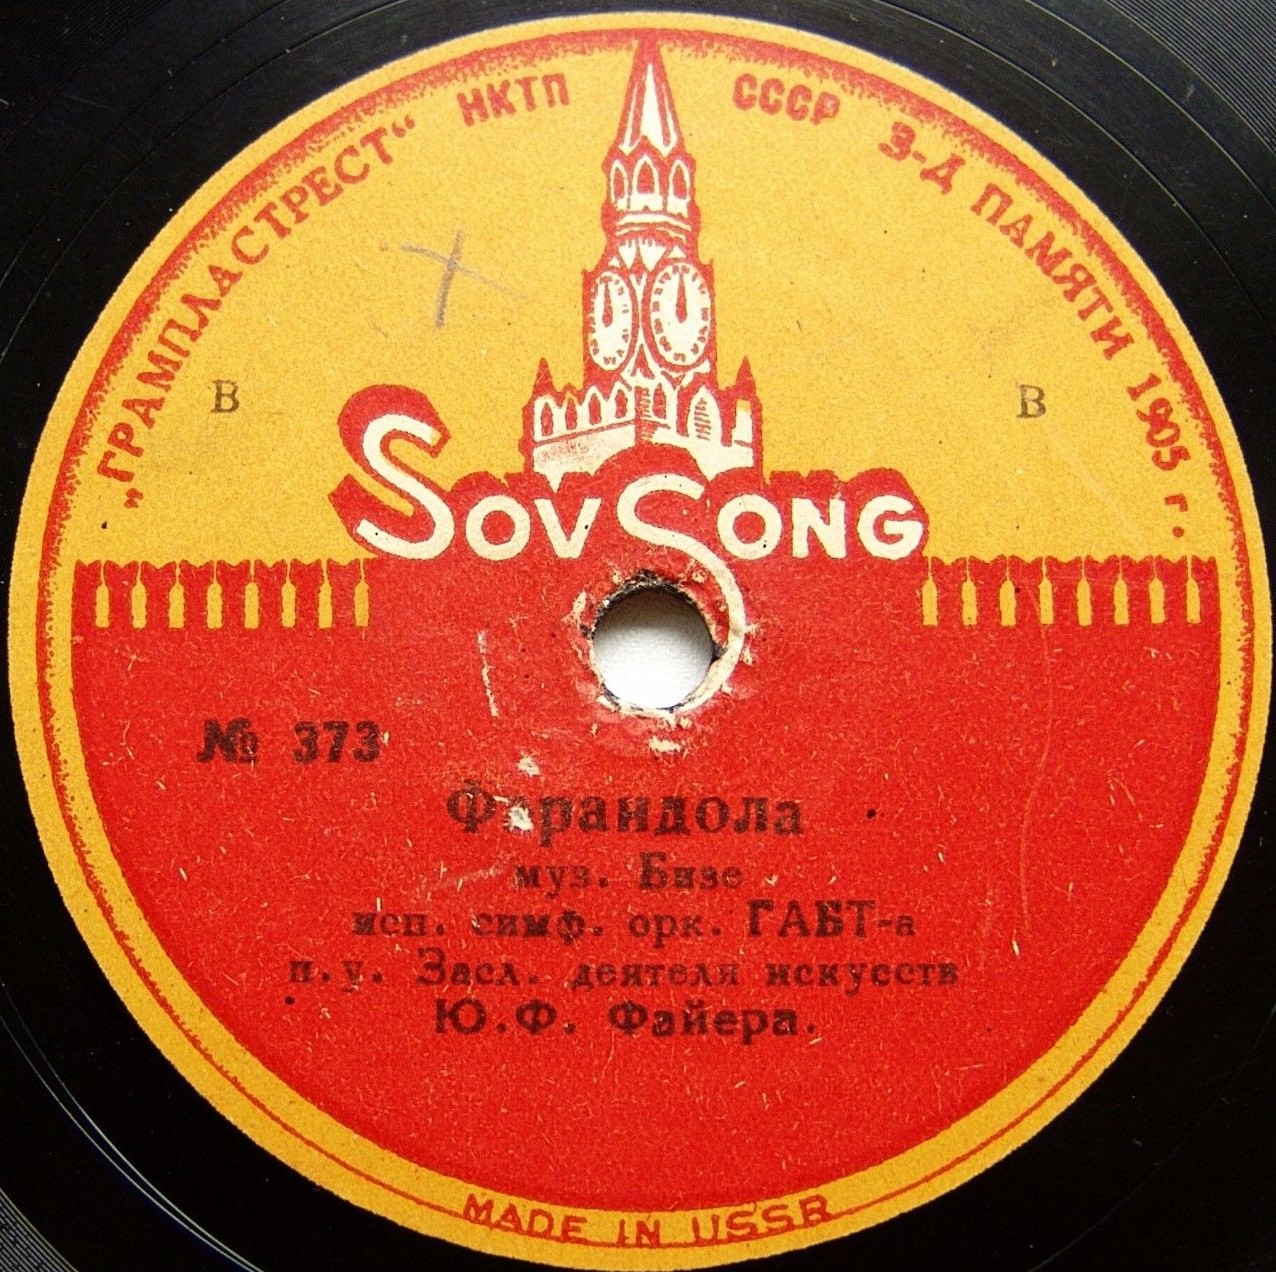 „ГРАМПЛАСТРЕСТ“ НКТП СССР З-Д ПАМЯТИ 1905 г.
В В
SovSong
№ 373
Фарандола
муз. Бизе
исп. симф. орк. ГАБТ-а
п. у. Засл. деятеля искусств
Ю.Ф. Файера.
MADE IN USSR